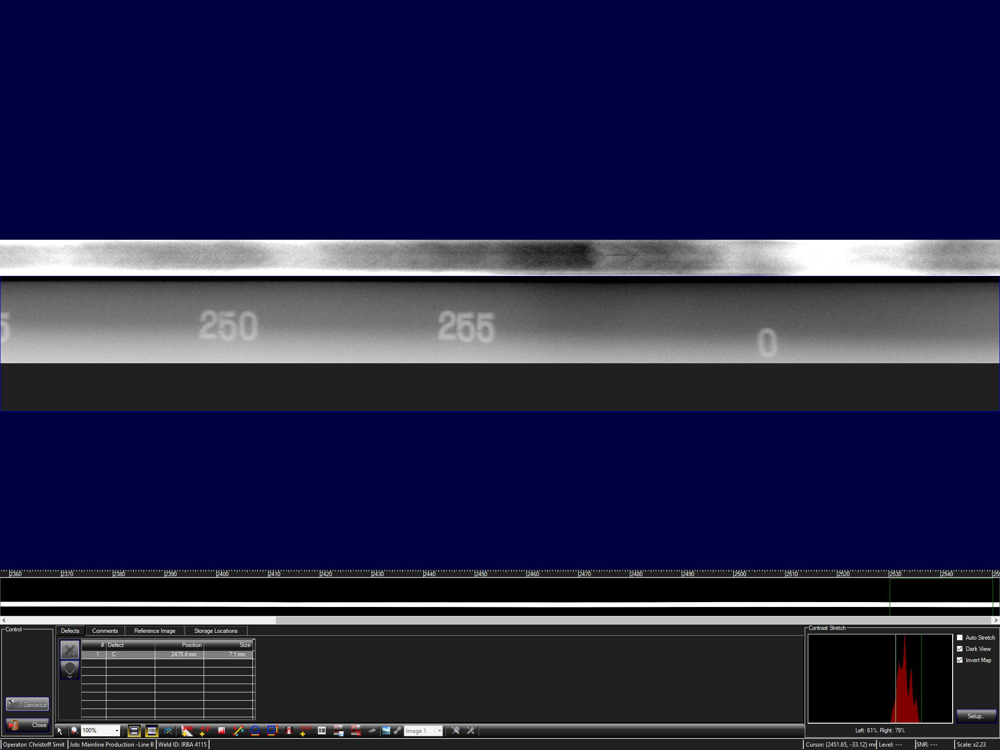 5 250 255 0
2360 2370 2380 2390 2400 2410 2420 2430 2440 2450 2460 2470 2480 2490 2500 2510 2520 2530 2540
Control
Sentence
Close
Defects Comments Reference Image Storage Locations
# Defect Position Size
1 C 2475.4 mm 7.1 mm
Contrast Stretch
Auto Stretch
Dark View
Invert Map
Setup...
Left: 61%, Right: 79%
100% Image 1
Operator: Christoff Smit Job: Mainline Production -Line B Weld ID: IRBA 4115 Cursor: (2451.65, -33.12) mm Level: --- SNR: --- Scale: x2.23